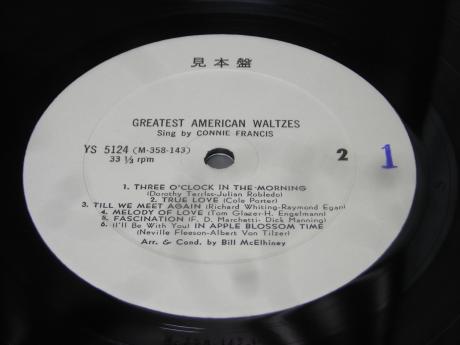 見本盤
GREATEST AMERICAN WALTZES
Sing by CONNIE FRANCIS
YS 5124 (M-358-143)
33 ⅓ rpm
2
1
1. THREE O'CLOCK IN THE MORNING
(Dorothy Terriss-Julian Robledo)
2. TRUE LOVE (Cole Porter)
3. TILL WE MEET AGAIN (Richard Whiting-Raymond Egan)
4. MELODY OF LOVE (Tom Glazer-H. Engelmann)
5. FASCINATION (F. D. Marchetti- Dick Manning)
6. (I'll Be With You) IN APPLE BLOSSOM TIME
(Neville Fleeson-Albert Von Tilzer)
Arr. & Cond. by Bill McElhiney